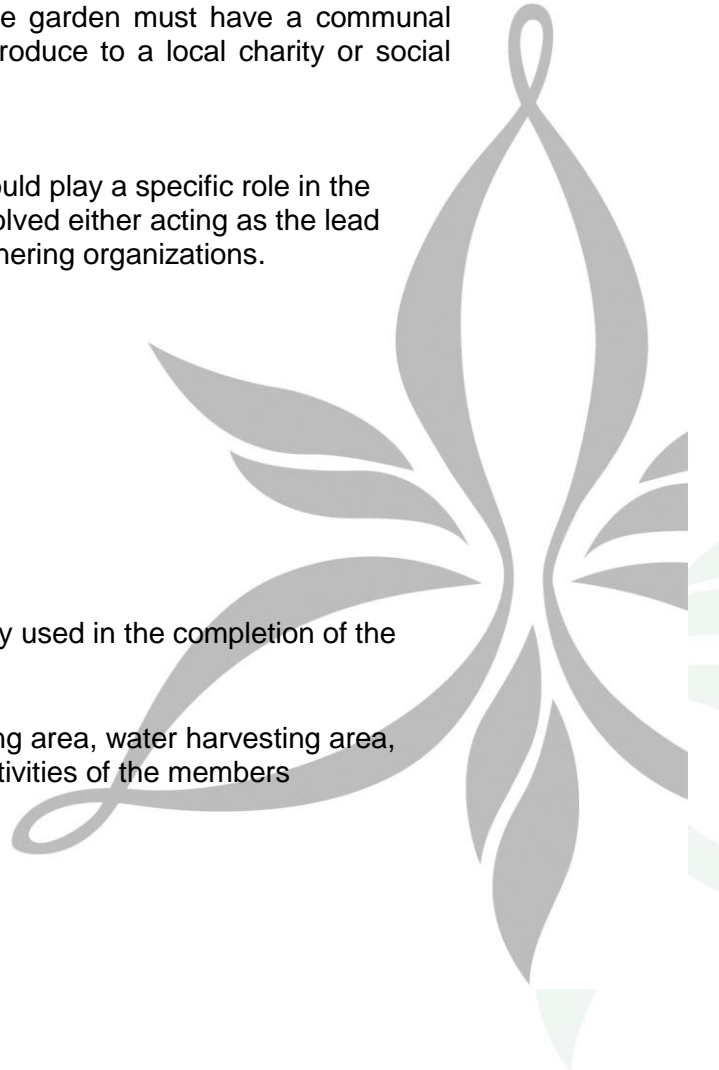 e garden must have a communal
roduce to a local charity or social
ould play a specific role in the
olved either acting as the lead
nering organizations.
y used in the completion of the
ng area, water harvesting area,
tivities of the members